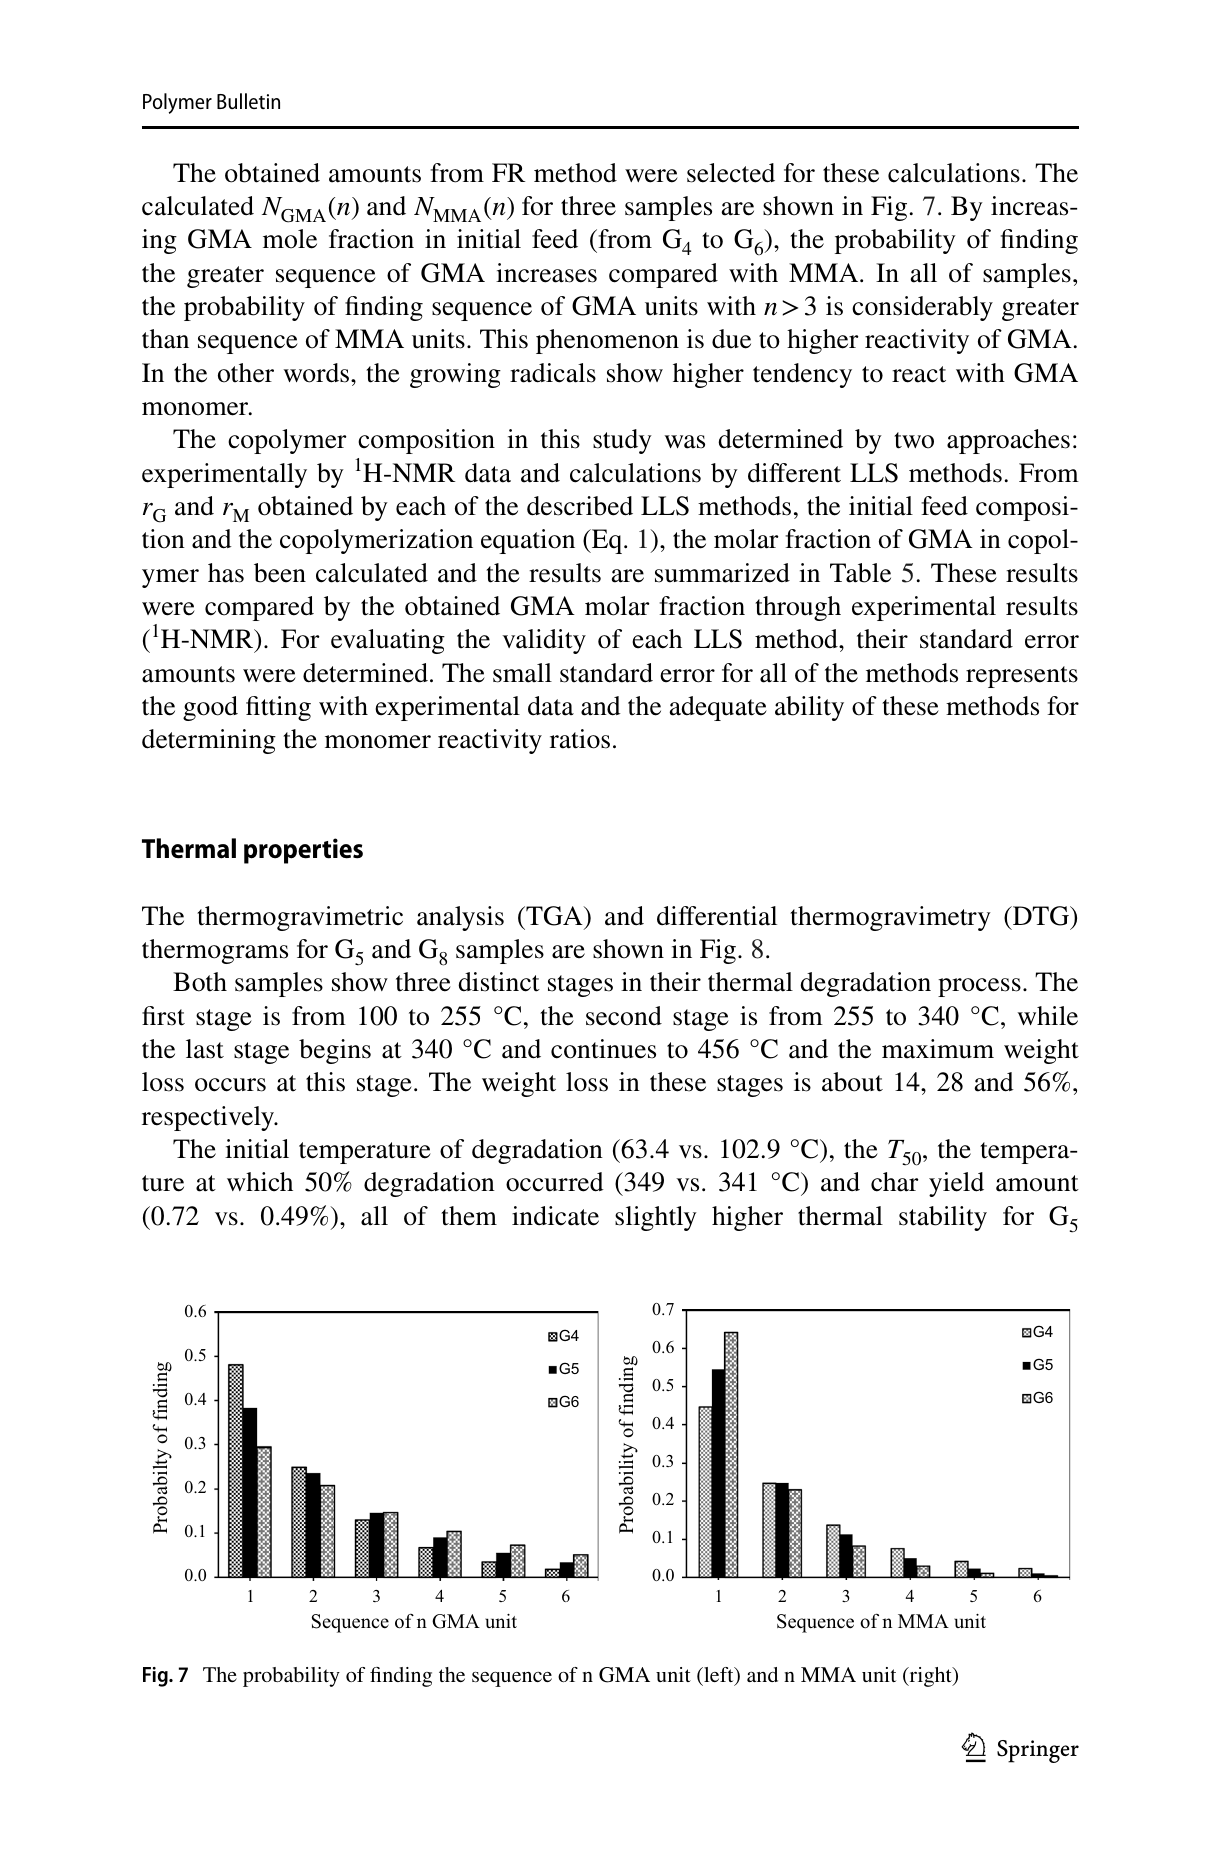 Polymer Bulletin
The obtained amounts from FR method were selected for these calculations. The
calculated N_GMA(n) and N_MMA(n) for three samples are shown in Fig. 7. By increas-
ing GMA mole fraction in initial feed (from G4 to G6), the probability of finding
the greater sequence of GMA increases compared with MMA. In all of samples,
the probability of finding sequence of GMA units with n > 3 is considerably greater
than sequence of MMA units. This phenomenon is due to higher reactivity of GMA.
In the other words, the growing radicals show higher tendency to react with GMA
monomer.
The copolymer composition in this study was determined by two approaches:
experimentally by ¹H-NMR data and calculations by different LLS methods. From
r_G and r_M obtained by each of the described LLS methods, the initial feed composi-
tion and the copolymerization equation (Eq. 1), the molar fraction of GMA in copol-
ymer has been calculated and the results are summarized in Table 5. These results
were compared by the obtained GMA molar fraction through experimental results
(¹H-NMR). For evaluating the validity of each LLS method, their standard error
amounts were determined. The small standard error for all of the methods represents
the good fitting with experimental data and the adequate ability of these methods for
determining the monomer reactivity ratios.
Thermal properties
The thermogravimetric analysis (TGA) and differential thermogravimetry (DTG)
thermograms for G5 and G8 samples are shown in Fig. 8.
Both samples show three distinct stages in their thermal degradation process. The
first stage is from 100 to 255 °C, the second stage is from 255 to 340 °C, while
the last stage begins at 340 °C and continues to 456 °C and the maximum weight
loss occurs at this stage. The weight loss in these stages is about 14, 28 and 56%,
respectively.
The initial temperature of degradation (63.4 vs. 102.9 °C), the T50, the tempera-
ture at which 50% degradation occurred (349 vs. 341 °C) and char yield amount
(0.72 vs. 0.49%), all of them indicate slightly higher thermal stability for G5
0.6
0.5
0.4
0.3
0.2
0.1
0.0
Probabilty of finding
G4
G5
G6
1 2 3 4 5 6
Sequence of n GMA unit
0.7
0.6
0.5
0.4
0.3
0.2
0.1
0.0
Probability of finding
G4
G5
G6
1 2 3 4 5 6
Sequence of n MMA unit
Fig. 7 The probability of finding the sequence of n GMA unit (left) and n MMA unit (right)
Springer